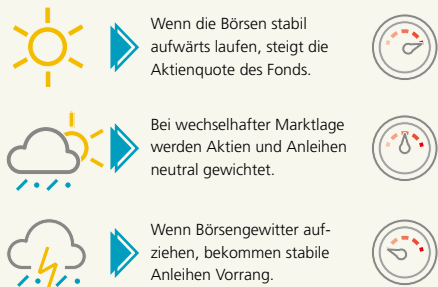 Wenn die Börsen stabil
aufwärts laufen, steigt die
Aktienquote des Fonds.
Bei wechselhafter Marktlage
werden Aktien und Anleihen
neutral gewichtet.
Wenn Börsengewitter auf-
ziehen, bekommen stabile
Anleihen Vorrang.